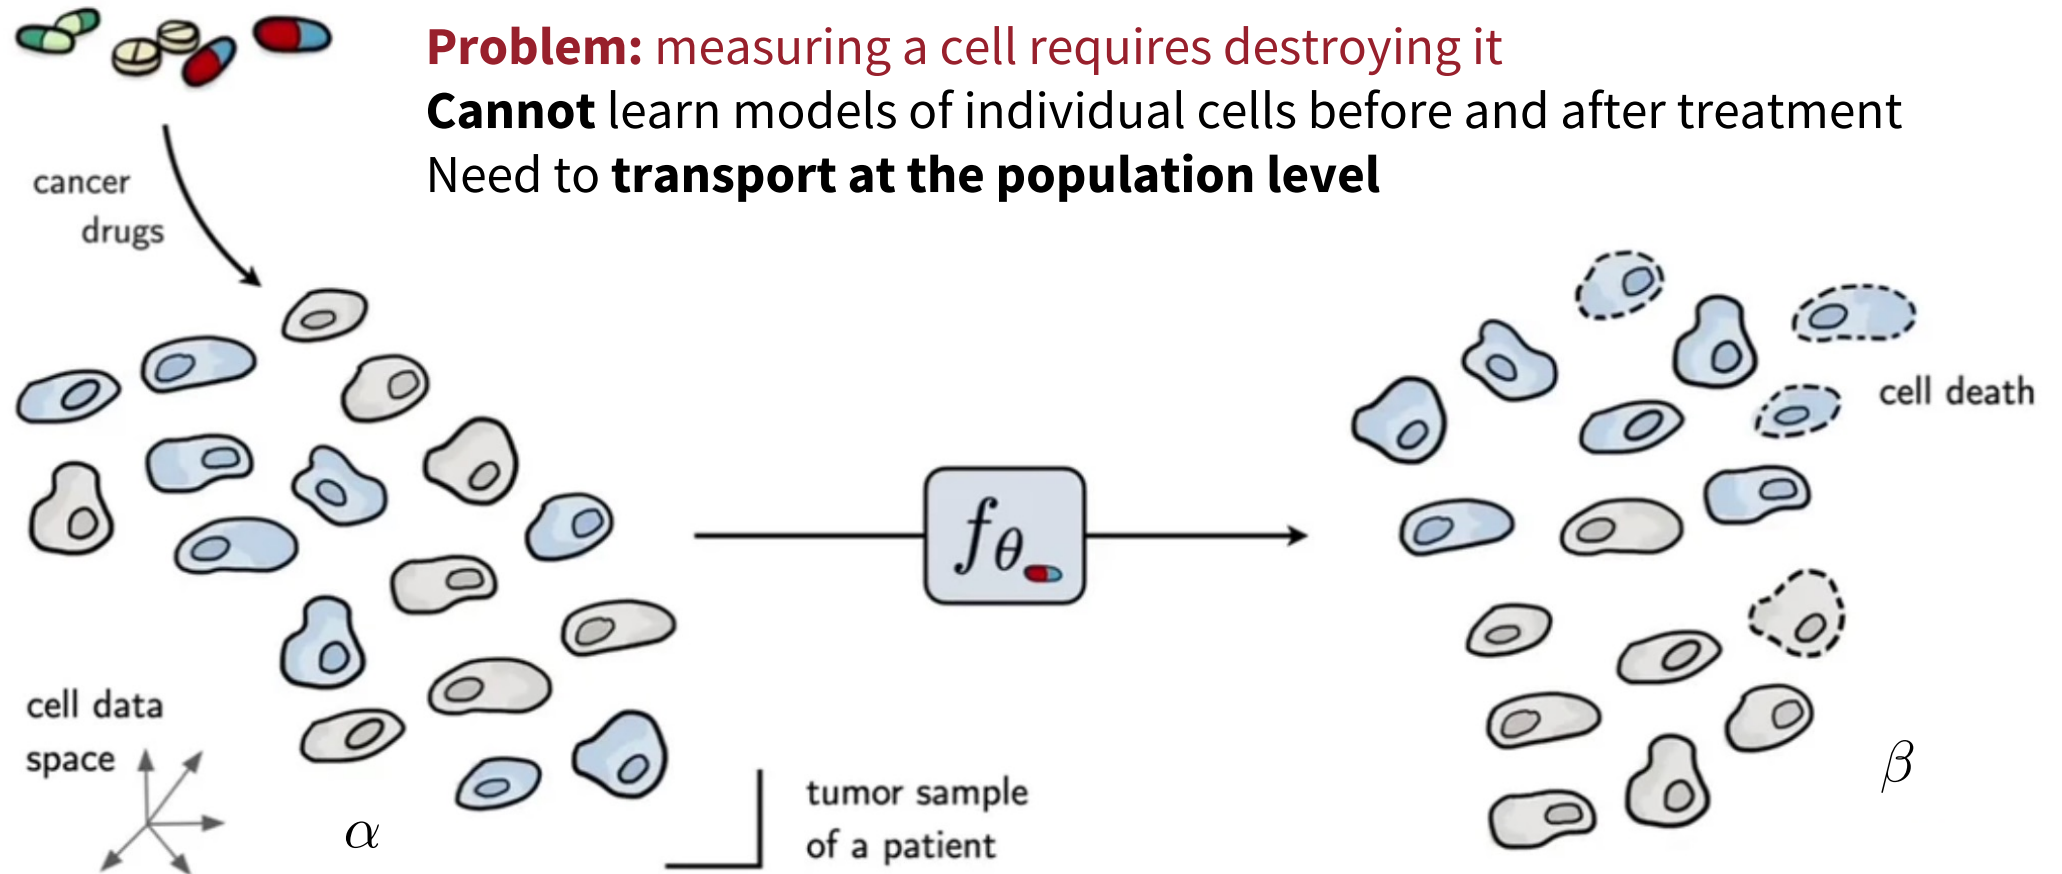 Problem: measuring a cell requires destroying it
Cannot learn models of individual cells before and after treatment
Need to transport at the population level
cancer
drugs
cell death
fθ
cell data
space
α
tumor sample
of a patient
β